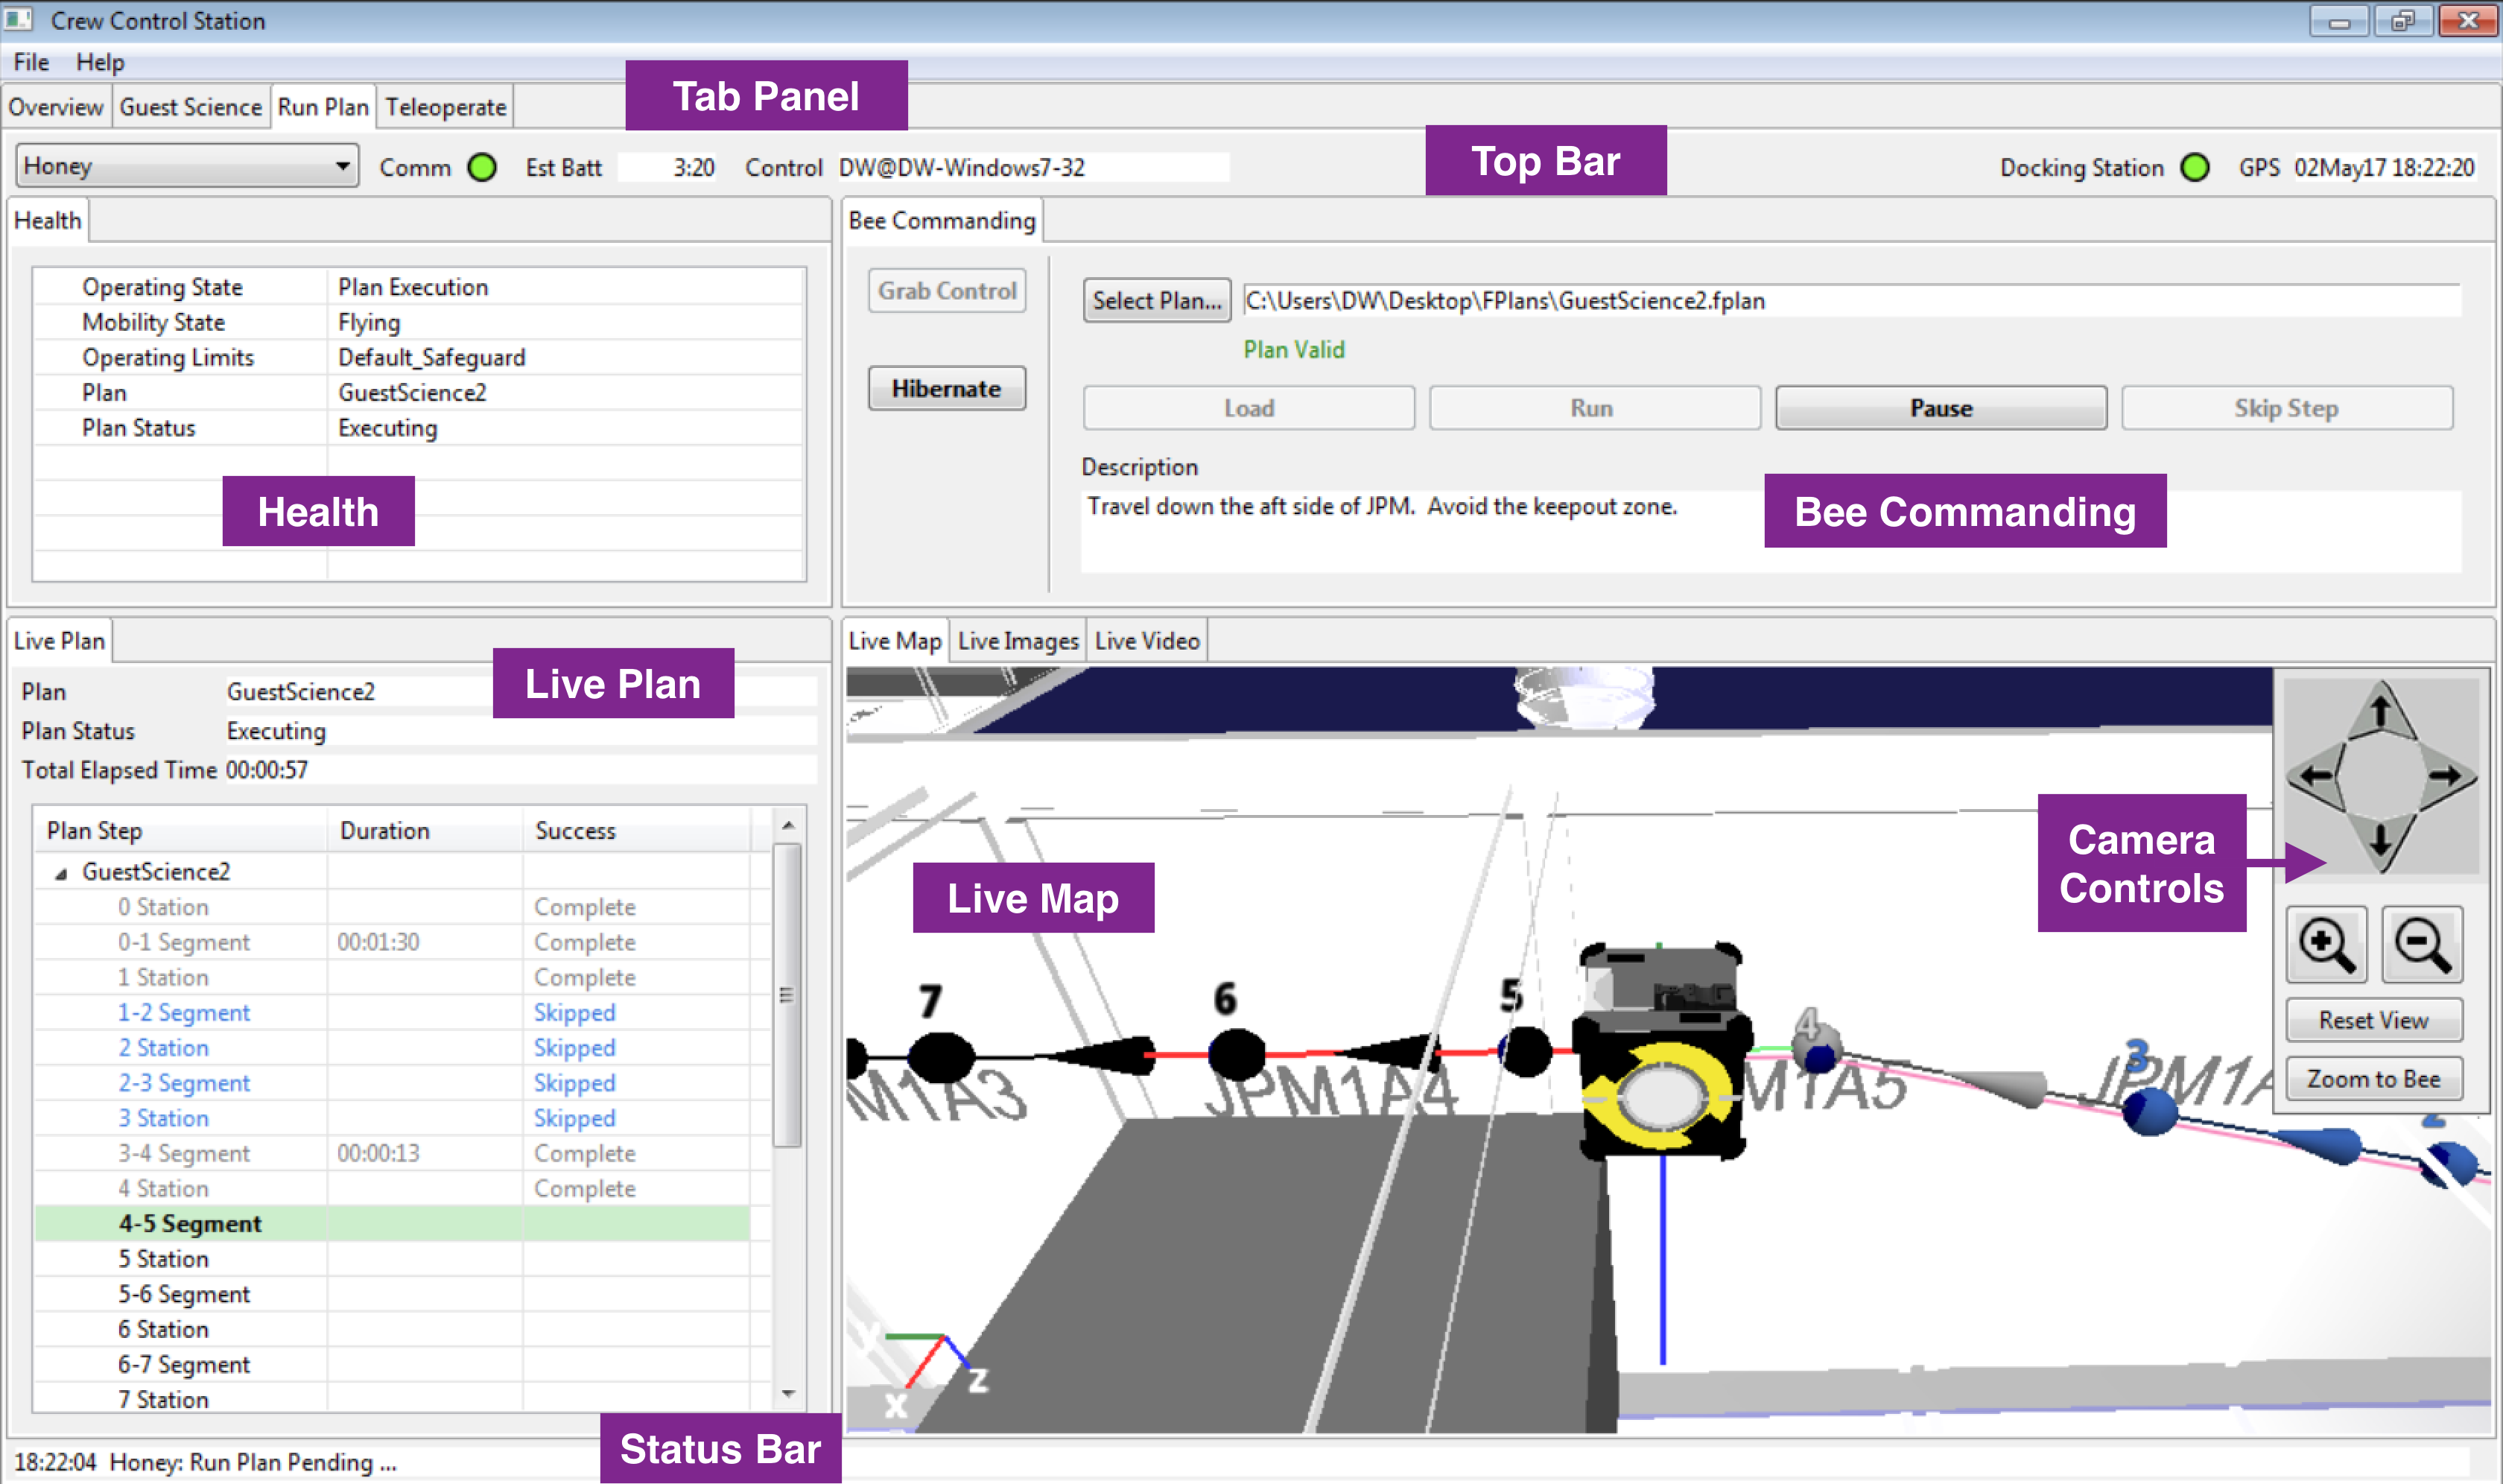 Crew Control Station
File Help
Tab Panel
Overview Guest Science Run Plan Teleoperate
Top Bar
Honey Comm Est Batt 3:20 Control DW@DW-Windows7-32 Docking Station GPS 02May17 18:22:20
Health
Operating State Plan Execution
Mobility State Flying
Operating Limits Default_Safeguard
Plan GuestScience2
Plan Status Executing
Health
Bee Commanding
Grab Control
Hibernate
Select Plan... C:\Users\DW\Desktop\FPlans\GuestScience2.fplan
Plan Valid
Load Run Pause Skip Step
Description
Travel down the aft side of JPM. Avoid the keepout zone.
Bee Commanding
Live Plan
Live Plan
Plan GuestScience2
Plan Status Executing
Total Elapsed Time 00:00:57
Plan Step Duration Success
GuestScience2
0 Station Complete
0-1 Segment 00:01:30 Complete
1 Station Complete
1-2 Segment Skipped
2 Station Skipped
2-3 Segment Skipped
3 Station Skipped
3-4 Segment 00:00:13 Complete
4 Station Complete
4-5 Segment
5 Station
5-6 Segment
6 Station
6-7 Segment
7 Station
Live Map Live Images Live Video
Camera
Controls
Live Map
7 6 5 4 3
M1A3 JPM1A4 M1A5 JPM1A
Reset View
Zoom to Bee
Y Z
X
Status Bar
18:22:04 Honey: Run Plan Pending ...